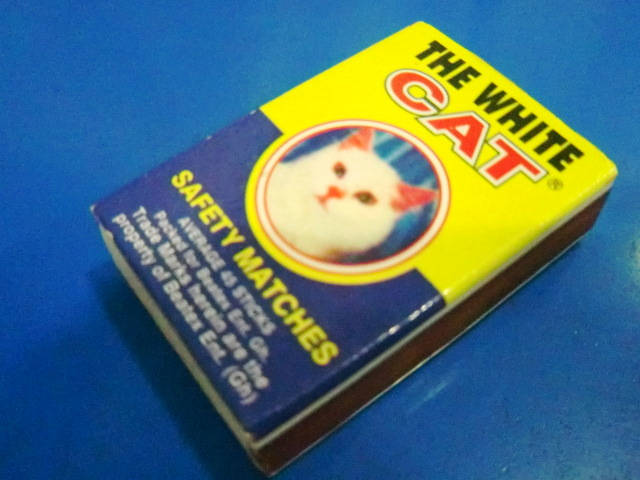 THE WHITE
CAT®
SAFETY MATCHES
AVERAGE 45 STICKS
Packed for Bestex Ent. Gh.
Trade Marks herein are the
property of Bestex Ent. (Gh)